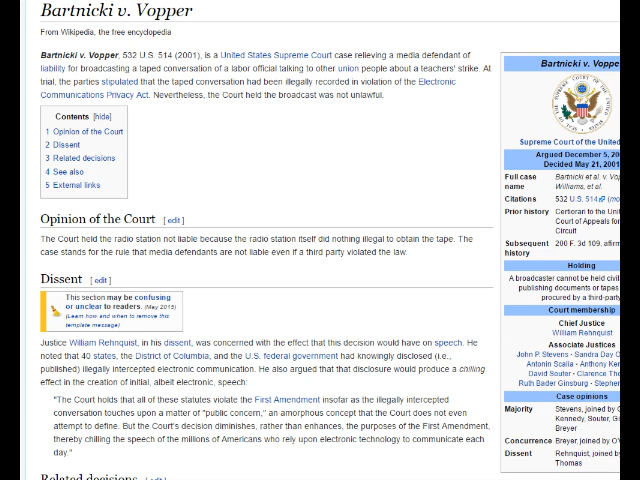 Bartnicki v. Vopper
From Wikipedia, the free encyclopedia
Bartnicki v. Vopper, 532 U.S. 514 (2001), is a United States Supreme Court case relieving a media defendant of
liability for broadcasting a taped conversation of a labor official talking to other union people about a teachers' strike. At
trial, the parties stipulated that the taped conversation had been illegally recorded in violation of the Electronic
Communications Privacy Act. Nevertheless, the Court held the broadcast was not unlawful.
Contents [hide]
1 Opinion of the Court
2 Dissent
3 Related decisions
4 See also
5 External links
Opinion of the Court [ edit ]
The Court held the radio station not liable because the radio station itself did nothing illegal to obtain the tape. The
case stands for the rule that media defendants are not liable even if a third party violated the law.
Dissent [ edit ]
This section may be confusing
or unclear to readers. (May 2015)
(Learn how and when to remove this
template message)
Justice William Rehnquist, in his dissent, was concerned with the effect that this decision would have on speech. He
noted that 40 states, the District of Columbia, and the U.S. federal government had knowingly disclosed (i.e.,
published) illegally intercepted electronic communication. He also argued that that disclosure would produce a chilling
effect in the creation of initial, albeit electronic, speech:
"The Court holds that all of these statutes violate the First Amendment insofar as the illegally intercepted
conversation touches upon a matter of "public concern," an amorphous concept that the Court does not even
attempt to define. But the Court's decision diminishes, rather than enhances, the purposes of the First Amendment,
thereby chilling the speech of the millions of Americans who rely upon electronic technology to communicate each
day."
Related decisions [ edit ]
Bartnicki v. Voppe
Supreme Court of the United
Argued December 5, 20
Decided May 21, 2001
Full case Bartnicki et al. v. Vop
name Williams, et al.
Citations 532 U.S. 514 (mo
Prior history Certiorari to the Unit
Court of Appeals for
Circuit
Subsequent 200 F. 3d 109, affirm
history
Holding
A broadcaster cannot be held civil
publishing documents or tapes
procured by a third-party
Court membership
Chief Justice
William Rehnquist
Associate Justices
John P. Stevens · Sandra Day O
Antonin Scalia · Anthony Ker
David Souter · Clarence Tho
Ruth Bader Ginsburg · Stephen
Case opinions
Majority Stevens, joined by O
Kennedy, Souter, Gi
Breyer
Concurrence Breyer, joined by O'
Dissent Rehnquist, joined b
Thomas